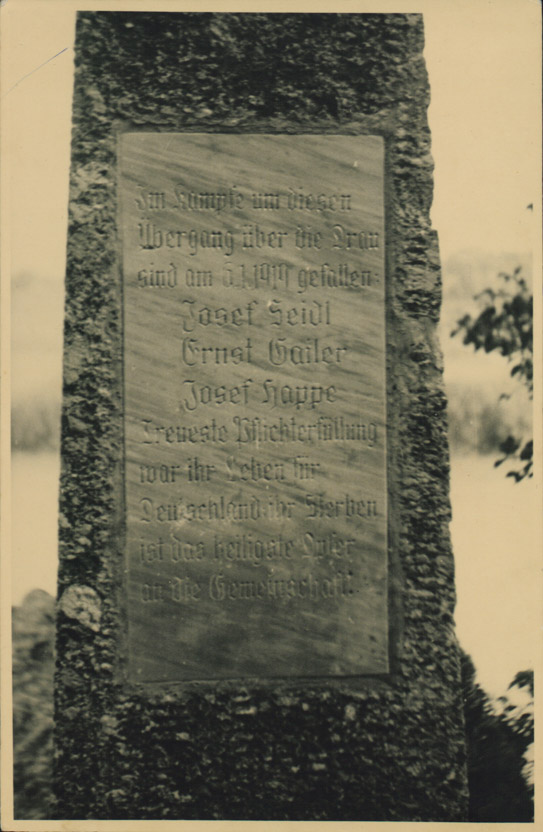 Im Kampfe um diesen
Übergang über die Drau
sind am 5.1.1919 gefallen:
Josef Seidl
Ernst Gailer
Josef Happe
Treueste Pflichterfüllung
war ihr Leben für
Deutschland ihr Sterben
ist das heiligste Opfer
an die Gemeinschaft!